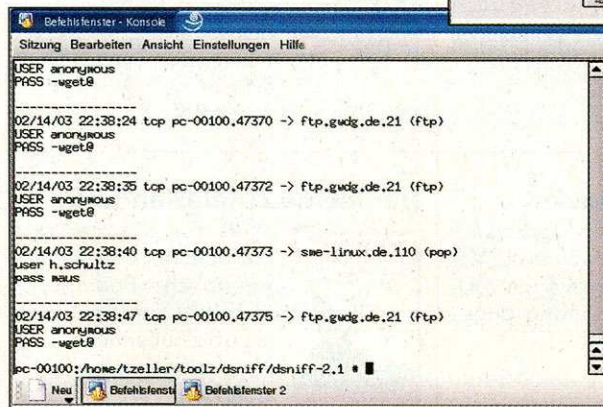 Befehlsfenster - Konsole
Sitzung Bearbeiten Ansicht Einstellungen Hilfe
USER anonymous
PASS -wget@
--------------
02/14/03 22:38:24 tcp pc-00100.47370 -> ftp.gwdg.de.21 (ftp)
USER anonymous
PASS -wget@
--------------
02/14/03 22:38:35 tcp pc-00100.47372 -> ftp.gwdg.de.21 (ftp)
USER anonymous
PASS -wget@
--------------
02/14/03 22:38:40 tcp pc-00100.47373 -> sme-linux.de.110 (pop)
user h.schultz
pass maus
--------------
02/14/03 22:38:47 tcp pc-00100.47375 -> ftp.gwdg.de.21 (ftp)
USER anonymous
PASS -wget@
pc-00100:/home/tzeller/toolz/dsniff/dsniff-2.1 #
Neu Befehlsfenst Befehlsfenster 2